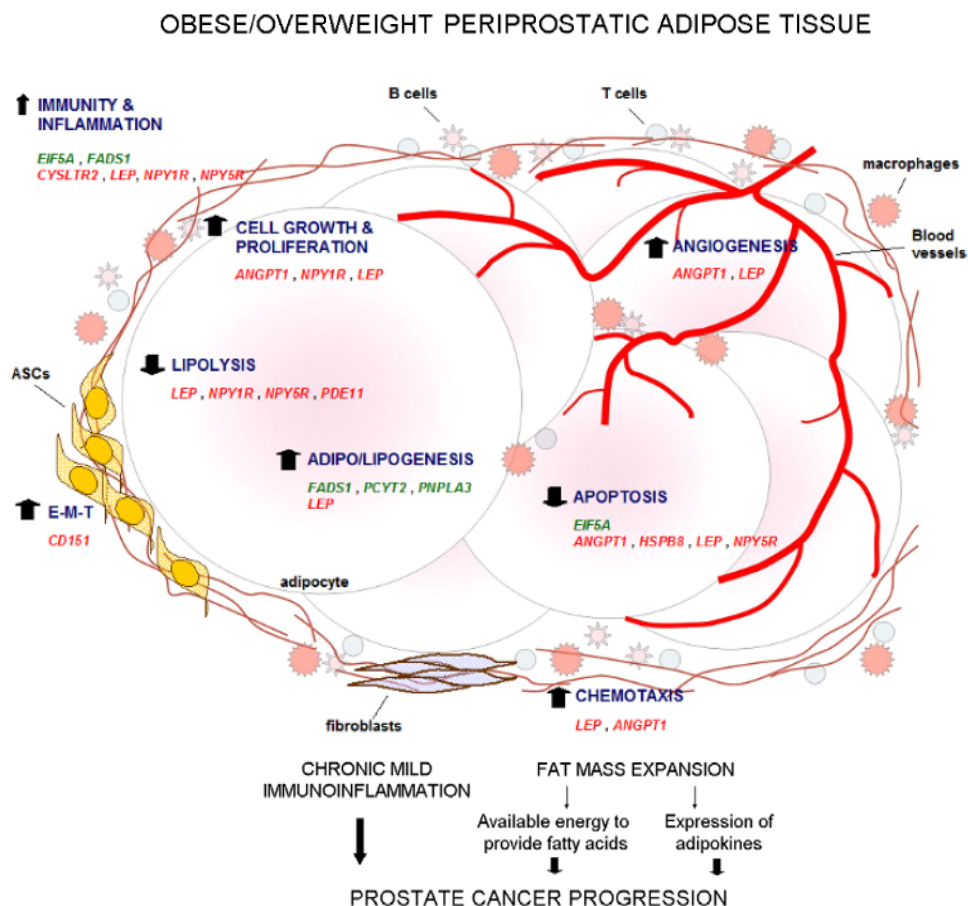 OBESE/OVERWEIGHT PERIPROSTATIC ADIPOSE TISSUE
B cells
T cells
IMMUNITY &
INFLAMMATION
EIF5A , FADS1
CYSLTR2 , LEP, NPY1R , NPY5R
macrophages
CELL GROWTH &
PROLIFERATION
ANGPT1 , NPY1R , LEP
ANGIOGENESIS
ANGPT1 , LEP
Blood
vessels
ASCs
LIPOLYSIS
LEP , NPY1R , NPY5R , PDE11
ADIPO/LIPOGENESIS
FADS1 , PCYT2 , PNPLA3
LEP
APOPTOSIS
EIF5A
ANGPT1 , HSPB8 , LEP , NPY5R
E-M-T
CD151
adipocyte
fibroblasts
CHEMOTAXIS
LEP , ANGPT1
CHRONIC MILD
IMMUNOINFLAMMATION
FAT MASS EXPANSION
Available energy to
provide fatty acids
Expression of
adipokines
PROSTATE CANCER PROGRESSION